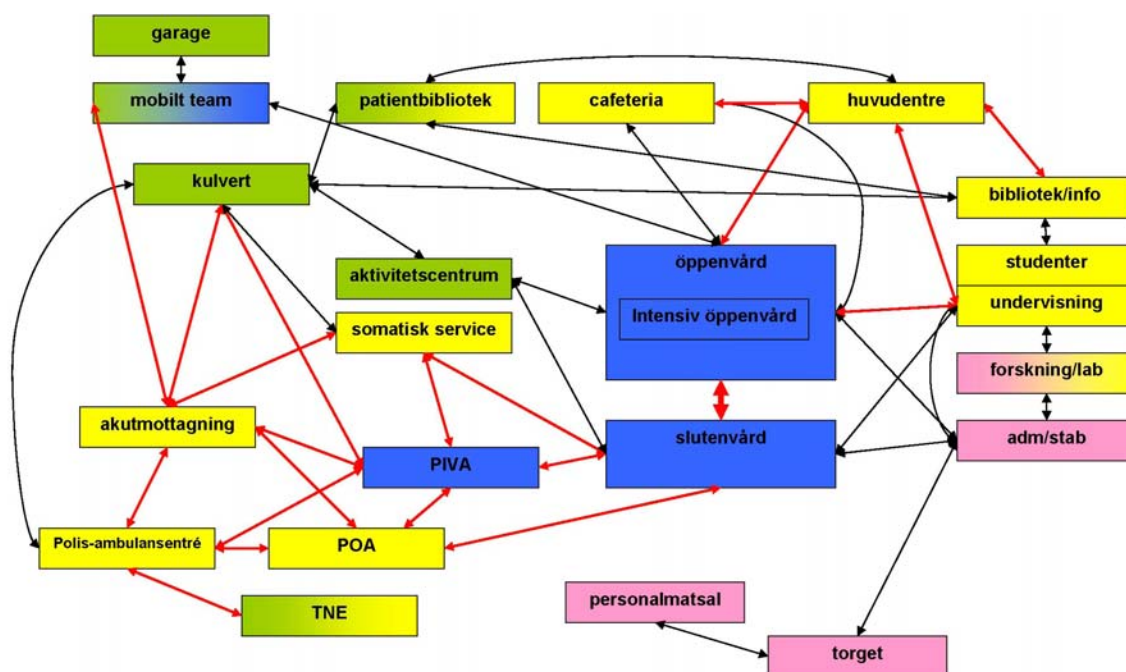 garage
mobilt team
patientbibliotek
cafeteria
huvudentre
kulvert
bibliotek/info
aktivitetscentrum
öppenvård
studenter
Intensiv öppenvård
undervisning
somatisk service
forskning/lab
akutmottagning
slutenvård
adm/stab
PIVA
Polis-ambulansentré
POA
TNE
personalmatsal
torget